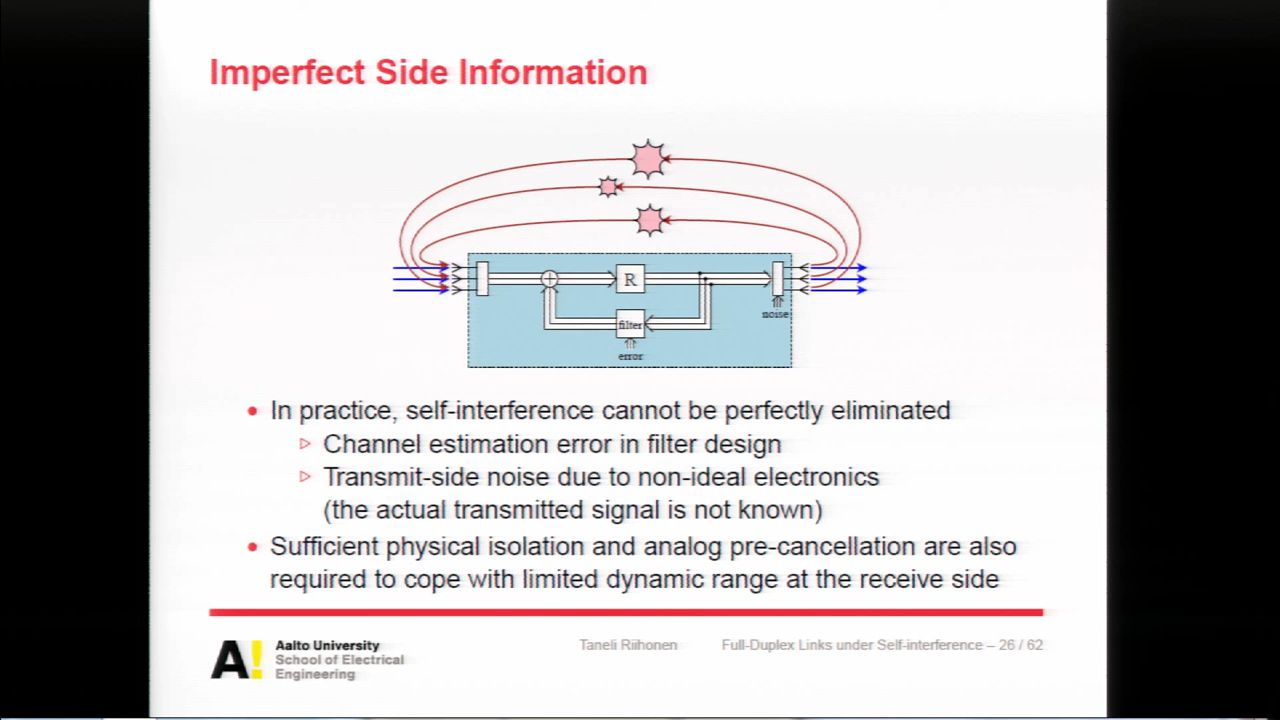 Imperfect Side Information
R
noise
filter
error
• In practice, self-interference cannot be perfectly eliminated
▷ Channel estimation error in filter design
▷ Transmit-side noise due to non-ideal electronics
(the actual transmitted signal is not known)
• Sufficient physical isolation and analog pre-cancellation are also
required to cope with limited dynamic range at the receive side
A!
Aalto University
School of Electrical
Engineering
Taneli Riihonen
Full-Duplex Links under Self-interference – 26 / 62